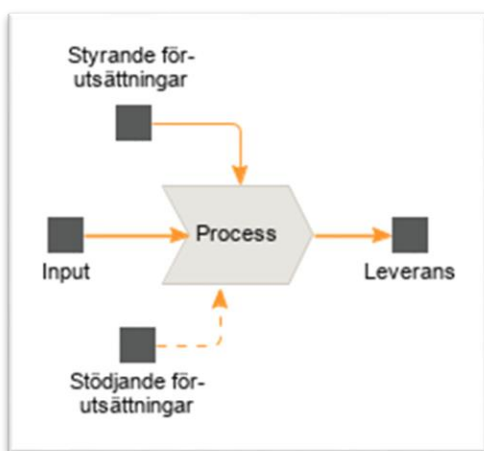 Styrande för-
utsättningar
Process
Input
Leverans
Stödjande för-
utsättningar